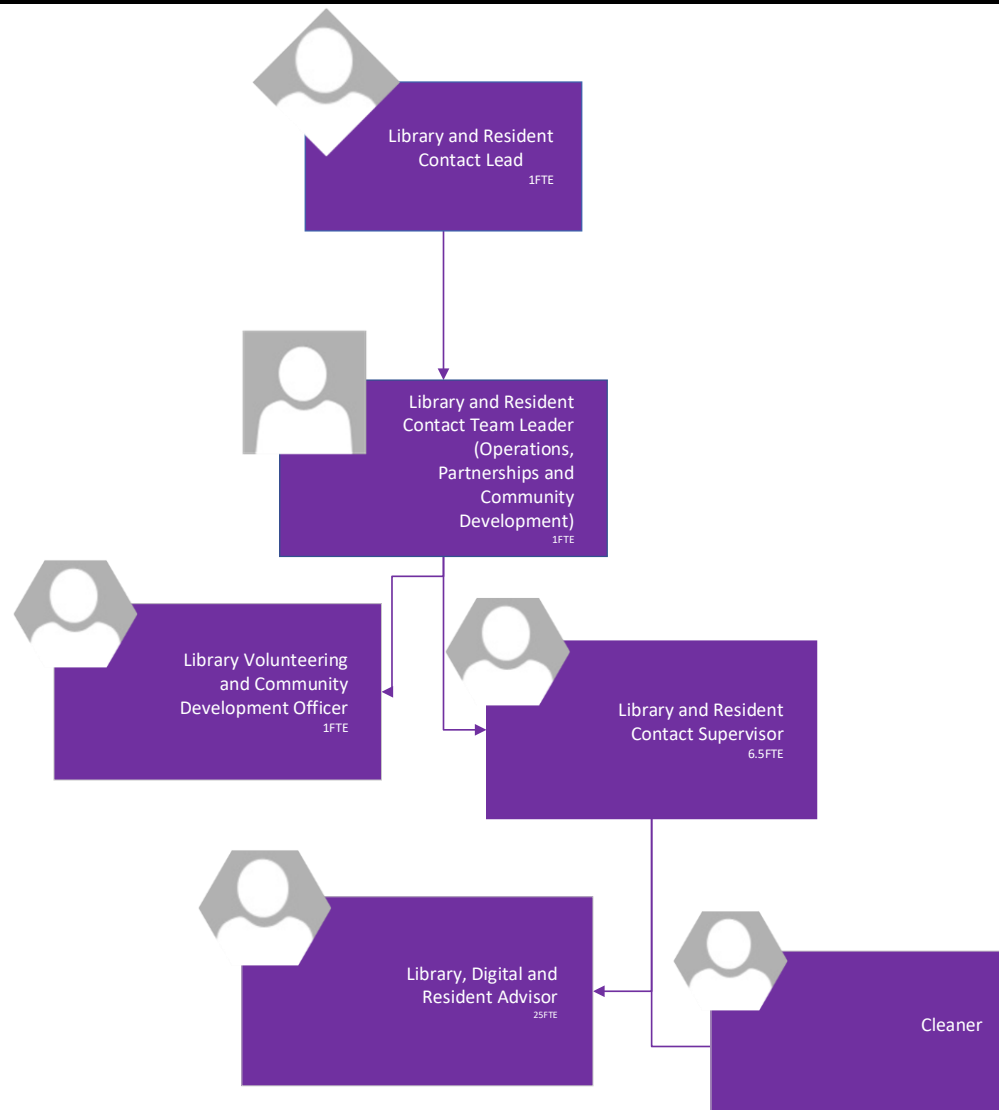 Library and Resident
Contact Lead
1FTE
Library and Resident
Contact Team Leader
(Operations,
Partnerships and
Community
Development)
1FTE
Library Volunteering
and Community
Development Officer
1FTE
Library and Resident
Contact Supervisor
6.5FTE
Library, Digital and
Resident Advisor
25FTE
Cleaner